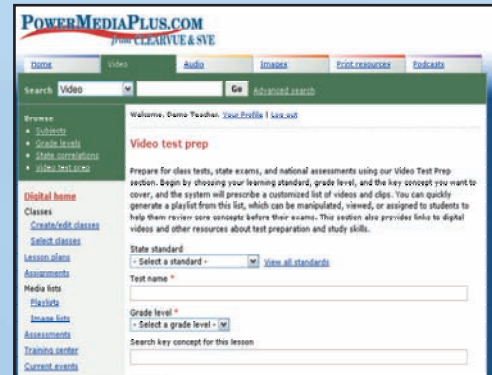 POWERMEDIAPLUS.COM
from CLEARVUE & SVE
Home Video Audio Images Print resources Podcasts
Search Video Go Advanced search
Browse
Subjects
Grade levels
State correlations
Video test prep
Digital home
Classes
Create/edit classes
Select classes
Lesson plans
Assignments
Media lists
Playlists
Image lists
Assessments
Training center
Current events
Welcome, Demo Teacher. Your Profile | Log out
Video test prep
Prepare for class tests, state exams, and national assessments using our Video Test Prep
section. Begin by choosing your learning standard, grade level, and the key concept you want to
cover, and the system will prescribe a customized list of videos and clips. You can quickly
generate a playlist from this list, which can be manipulated, viewed, or assigned to students to
help them review core concepts before their exams. This section also provides links to digital
videos and other resources about test preparation and study skills.
State standard
- Select a standard - View all standards
Test name *
Grade level *
- Select a grade level -
Search key concept for this lesson